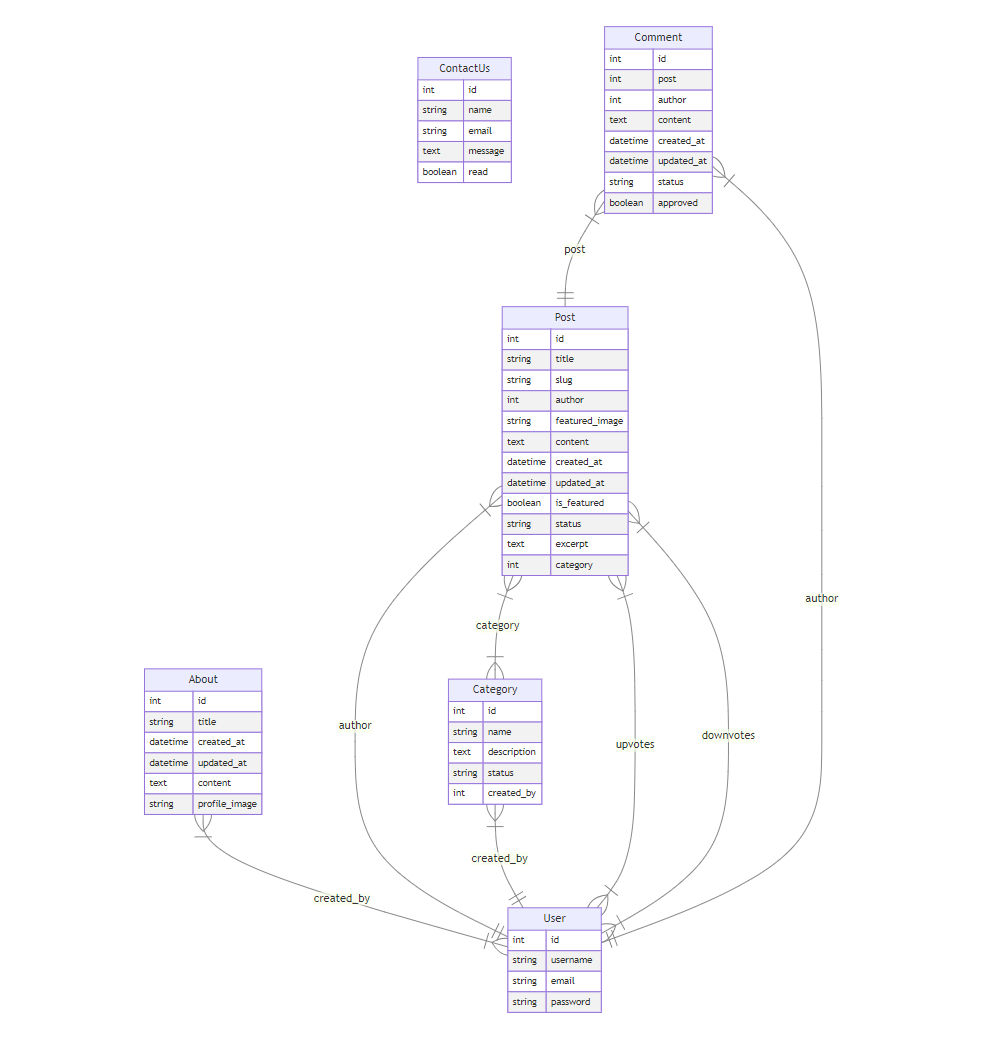 Comment
int id
int post
int author
text content
datetime created_at
datetime updated_at
string status
boolean approved
ContactUs
int id
string name
string email
text message
boolean read
post
Post
int id
string title
string slug
int author
string featured_image
text content
datetime created_at
datetime updated_at
boolean is_featured
string status
text excerpt
int category
author
category
About
int id
string title
datetime created_at
datetime updated_at
text content
string profile_image
Category
int id
string name
text description
string status
int created_by
author
upvotes
downvotes
created_by
created_by
User
int id
string username
string email
string password